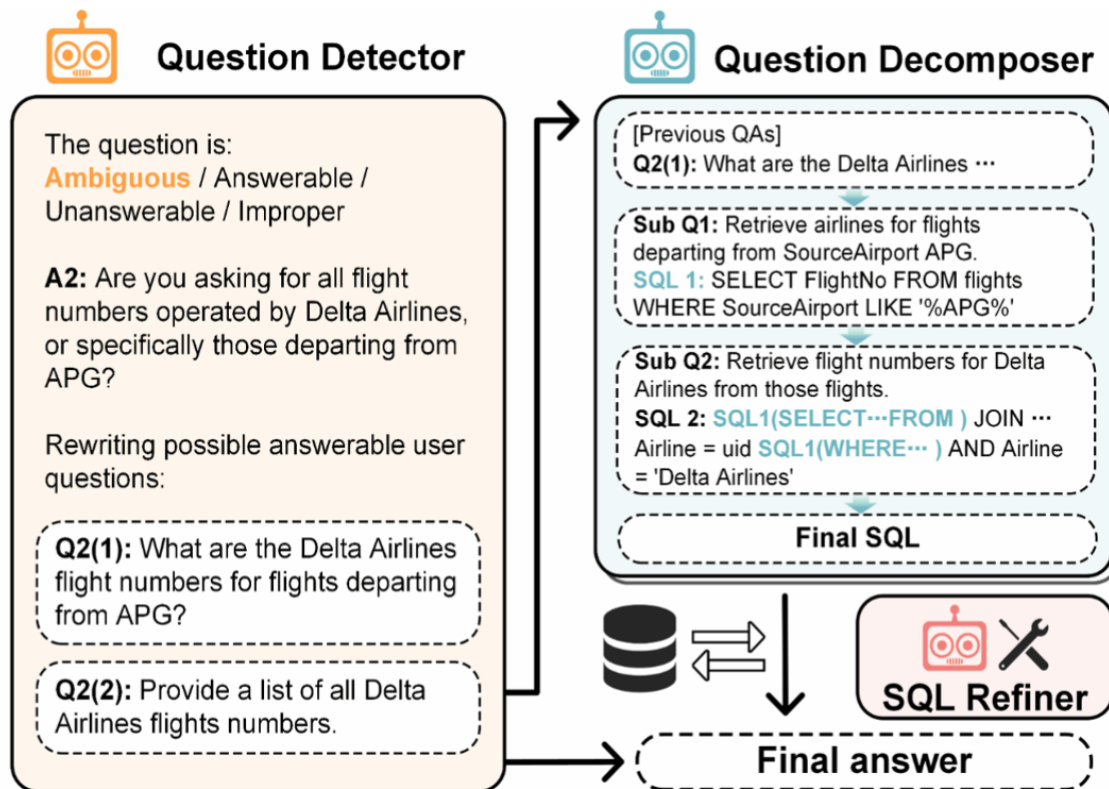 Question Detector
The question is:
Ambiguous / Answerable /
Unanswerable / Improper
A2: Are you asking for all flight
numbers operated by Delta Airlines,
or specifically those departing from
APG?
Rewriting possible answerable user
questions:
Q2(1): What are the Delta Airlines
flight numbers for flights departing
from APG?
Q2(2): Provide a list of all Delta
Airlines flights numbers.
Question Decomposer
[Previous QAs]
Q2(1): What are the Delta Airlines ···
Sub Q1: Retrieve airlines for flights
departing from SourceAirport APG.
SQL 1: SELECT FlightNo FROM flights
WHERE SourceAirport LIKE '%APG%'
Sub Q2: Retrieve flight numbers for Delta
Airlines from those flights.
SQL 2: SQL1(SELECT···FROM ) JOIN ···
Airline = uid SQL1(WHERE··· ) AND Airline
= 'Delta Airlines'
Final SQL
SQL Refiner
Final answer